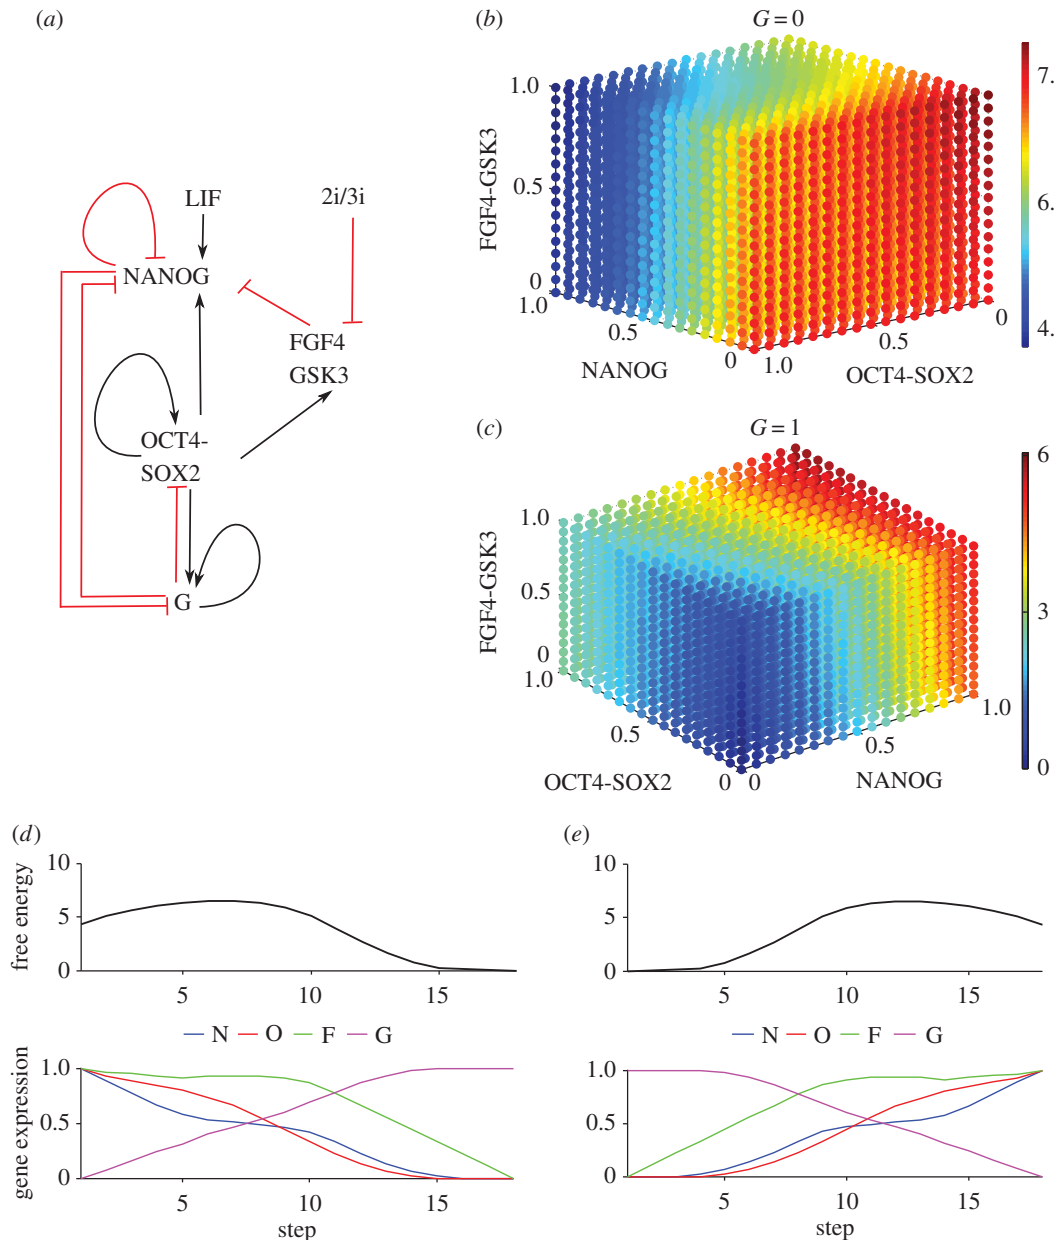 (a)
LIF
2i/3i
NANOG
FGF4
GSK3
OCT4-
SOX2
G
(b)
G = 0
FGF4-GSK3
1.0
0.5
0
1.0
0.5
0
NANOG
1.0
0.5
0
OCT4-SOX2
7.
6.
4.
(c)
G = 1
FGF4-GSK3
1.0
0.5
0
1.0
0.5
0
OCT4-SOX2
0
0.5
1.0
NANOG
6
3
0
(d)
free energy
10
5
0
5
10
15
N O F G
gene expression
1.0
0.5
0
5
10
15
step
(e)
10
5
0
5
10
15
N O F G
1.0
0.5
0
5
10
15
step